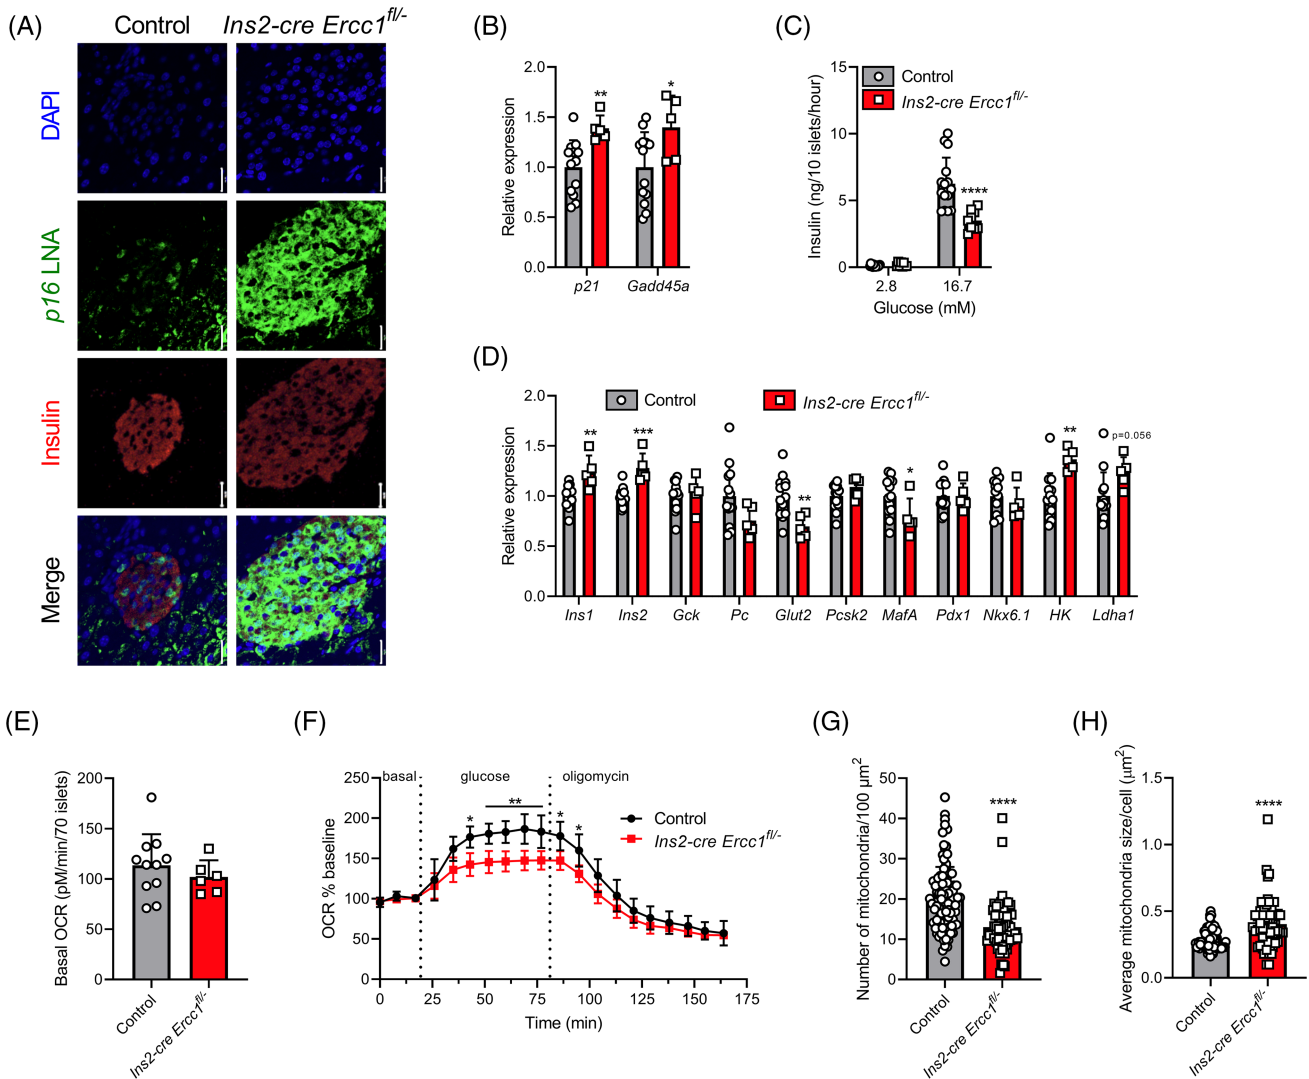 (A)
Control
Ins2-cre Ercc1fl/-
DAPI
p16 LNA
Insulin
Merge
(B)
Relative expression
2.0
1.5
1.0
0.5
0.0
**
*
p21
Gadd45a
(C)
Insulin (ng/10 islets/hour)
15
10
5
0
Control
Ins2-cre Ercc1fl/-
****
2.8
16.7
Glucose (mM)
(D)
Relative expression
2.0
1.5
1.0
0.5
0.0
Control
Ins2-cre Ercc1fl/-
**
***
**
*
**
p=0.056
Ins1
Ins2
Gck
Pc
Glut2
Pcsk2
MafA
Pdx1
Nkx6.1
HK
Ldha1
(E)
Basal OCR (pM/min/70 islets)
200
150
100
50
0
Control
Ins2-cre Ercc1fl/-
(F)
OCR % baseline
250
200
150
100
50
0
basal
glucose
oligomycin
*
**
*
*
Control
Ins2-cre Ercc1fl/-
0
25
50
75
100
125
150
175
Time (min)
(G)
Number of mitochondria/100 μm2
50
40
30
20
10
0
****
Control
Ins2-cre Ercc1fl/-
(H)
Average mitochondria size/cell (μm2)
1.5
1.0
0.5
0.0
****
Control
Ins2-cre Ercc1fl/-